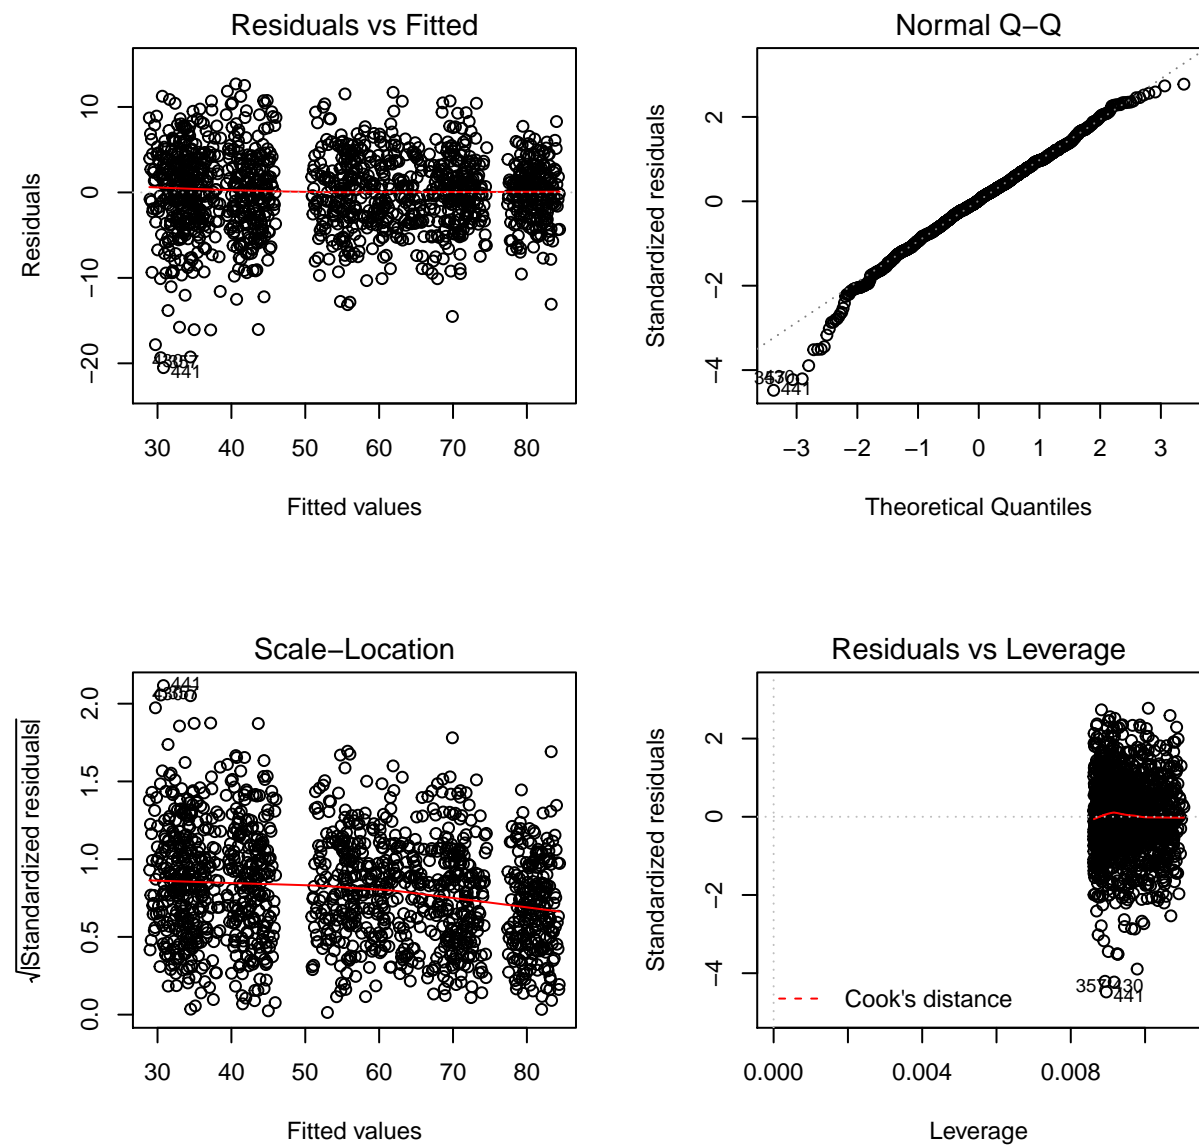 Residuals vs Fitted
Residuals
10
0
−10
−20
441
30 40 50 60 70 80
Fitted values
Normal Q−Q
Standardized residuals
2
0
−2
−4
441
−3 −2 −1 0 1 2 3
Theoretical Quantiles
Scale−Location
√|Standardized residuals|
2.0
1.5
1.0
0.5
0.0
441
30 40 50 60 70 80
Fitted values
Residuals vs Leverage
Standardized residuals
2
0
−2
−4
441
Cook's distance
0.000 0.004 0.008
Leverage